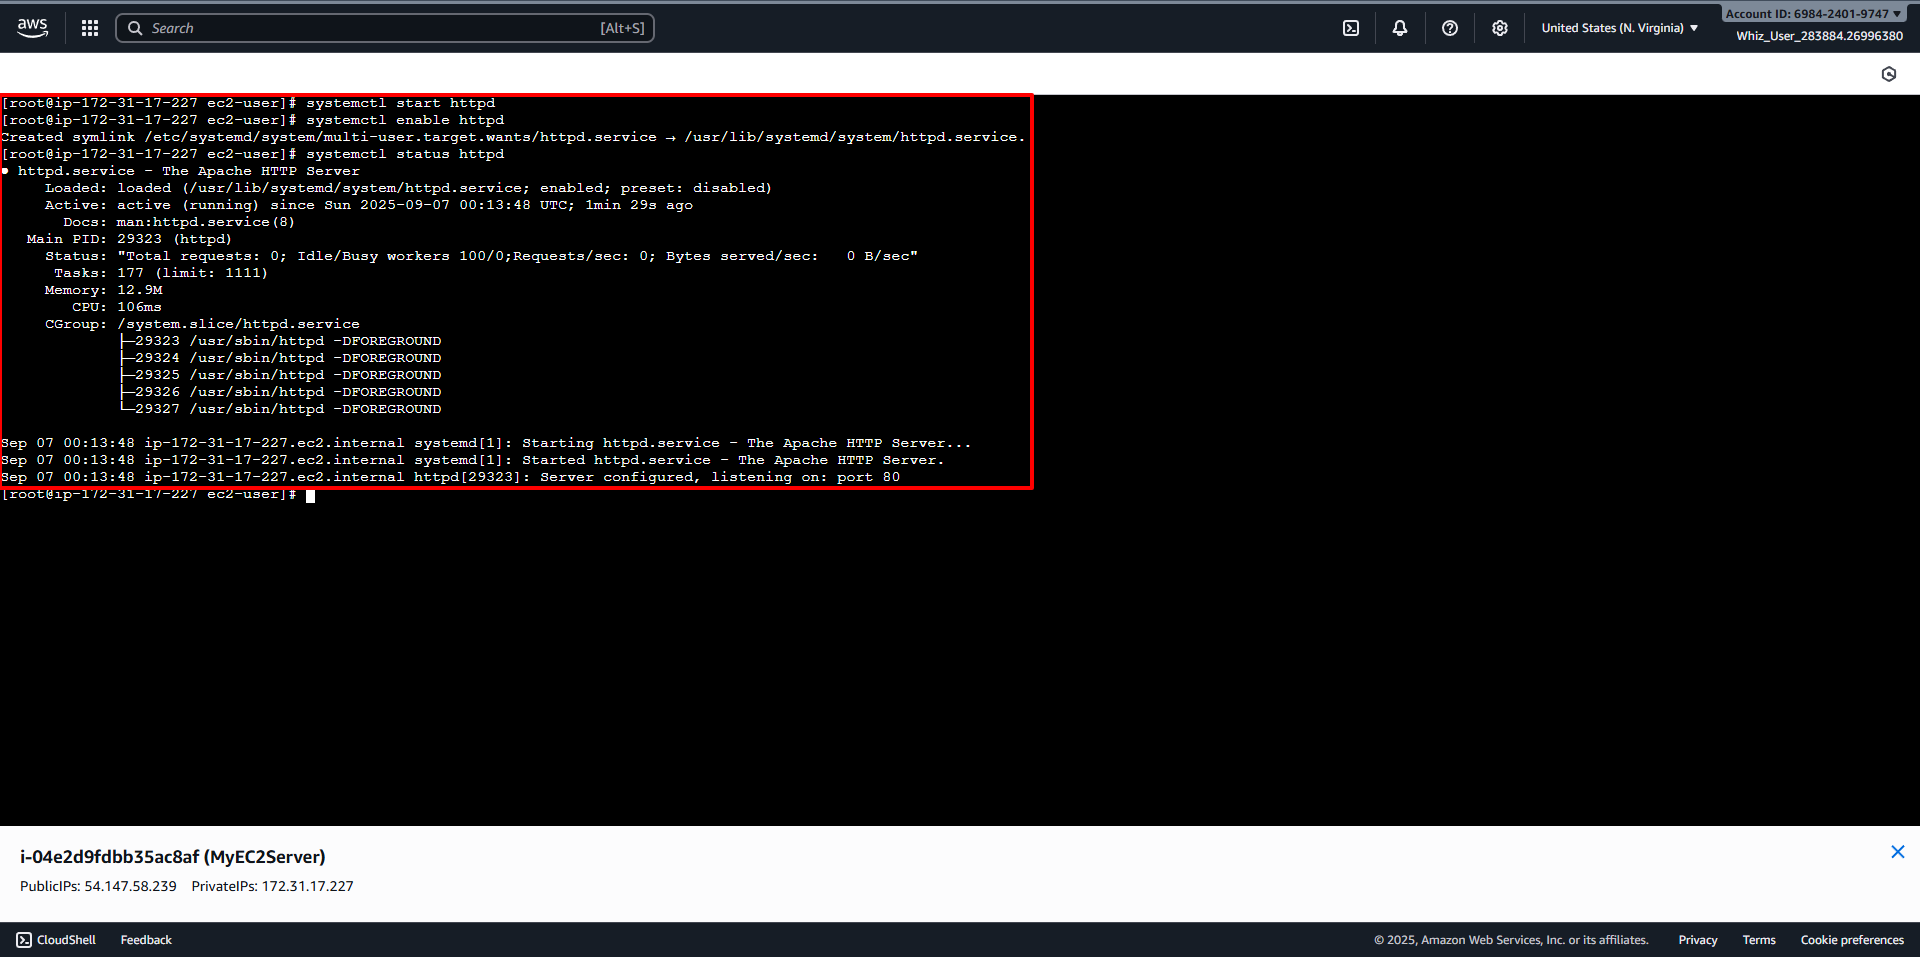 aws
Search
[Alt+S]
United States (N. Virginia)
Account ID: 6984-2401-9747
Whiz_User_283884.26996380
[root@ip-172-31-17-227 ec2-user]# systemctl start httpd
[root@ip-172-31-17-227 ec2-user]# systemctl enable httpd
Created symlink /etc/systemd/system/multi-user.target.wants/httpd.service → /usr/lib/systemd/system/httpd.service.
[root@ip-172-31-17-227 ec2-user]# systemctl status httpd
● httpd.service - The Apache HTTP Server
Loaded: loaded (/usr/lib/systemd/system/httpd.service; enabled; preset: disabled)
Active: active (running) since Sun 2025-09-07 00:13:48 UTC; 1min 29s ago
Docs: man:httpd.service(8)
Main PID: 29323 (httpd)
Status: "Total requests: 0; Idle/Busy workers 100/0;Requests/sec: 0; Bytes served/sec:   0 B/sec"
Tasks: 177 (limit: 1111)
Memory: 12.9M
CPU: 106ms
CGroup: /system.slice/httpd.service
├─29323 /usr/sbin/httpd -DFOREGROUND
├─29324 /usr/sbin/httpd -DFOREGROUND
├─29325 /usr/sbin/httpd -DFOREGROUND
├─29326 /usr/sbin/httpd -DFOREGROUND
└─29327 /usr/sbin/httpd -DFOREGROUND
Sep 07 00:13:48 ip-172-31-17-227.ec2.internal systemd[1]: Starting httpd.service - The Apache HTTP Server...
Sep 07 00:13:48 ip-172-31-17-227.ec2.internal systemd[1]: Started httpd.service - The Apache HTTP Server.
Sep 07 00:13:48 ip-172-31-17-227.ec2.internal httpd[29323]: Server configured, listening on: port 80
[root@ip-172-31-17-227 ec2-user]#
i-04e2d9fdbb35ac8af (MyEC2Server)
PublicIPs: 54.147.58.239 PrivateIPs: 172.31.17.227
CloudShell Feedback © 2025, Amazon Web Services, Inc. or its affiliates. Privacy Terms Cookie preferences